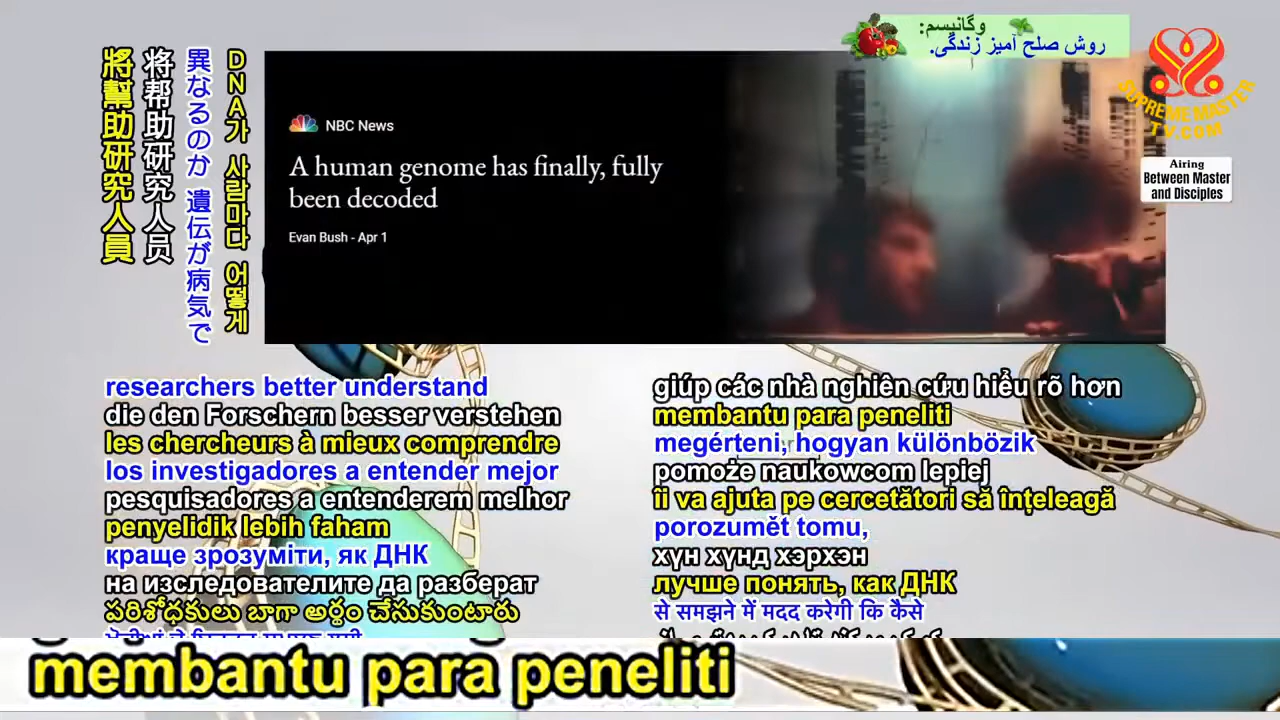 وگانیسم:
روش صلح آمیز زندگی.
SUPREME MASTER
TV.COM
Airing
Between Master
and Disciples
將幫助研究人員
将帮助研究人员
異なるのか 遺伝が病気で
DNA가 사람마다 어떻게
NBC News
A human genome has finally, fully
been decoded
Evan Bush - Apr 1
researchers better understand
die den Forschern besser verstehen
les chercheurs à mieux comprendre
los investigadores a entender mejor
pesquisadores a entenderem melhor
penyelidik lebih faham
краще зрозуміти, як ДНК
на изследователите да разберат
పరిశోధకులు బాగా అర్థం చేసుకుంటారు
giúp các nhà nghiên cứu hiểu rõ hơn
membantu para peneliti
megérteni, hogyan különbözik
pomoże naukowcom lepiej
îi va ajuta pe cercetători să înțeleagă
porozumět tomu,
хүн хүнд хэрхэн
лучше понять, как ДНК
से समझने में मदद करेगी कि कैसे
membantu para peneliti